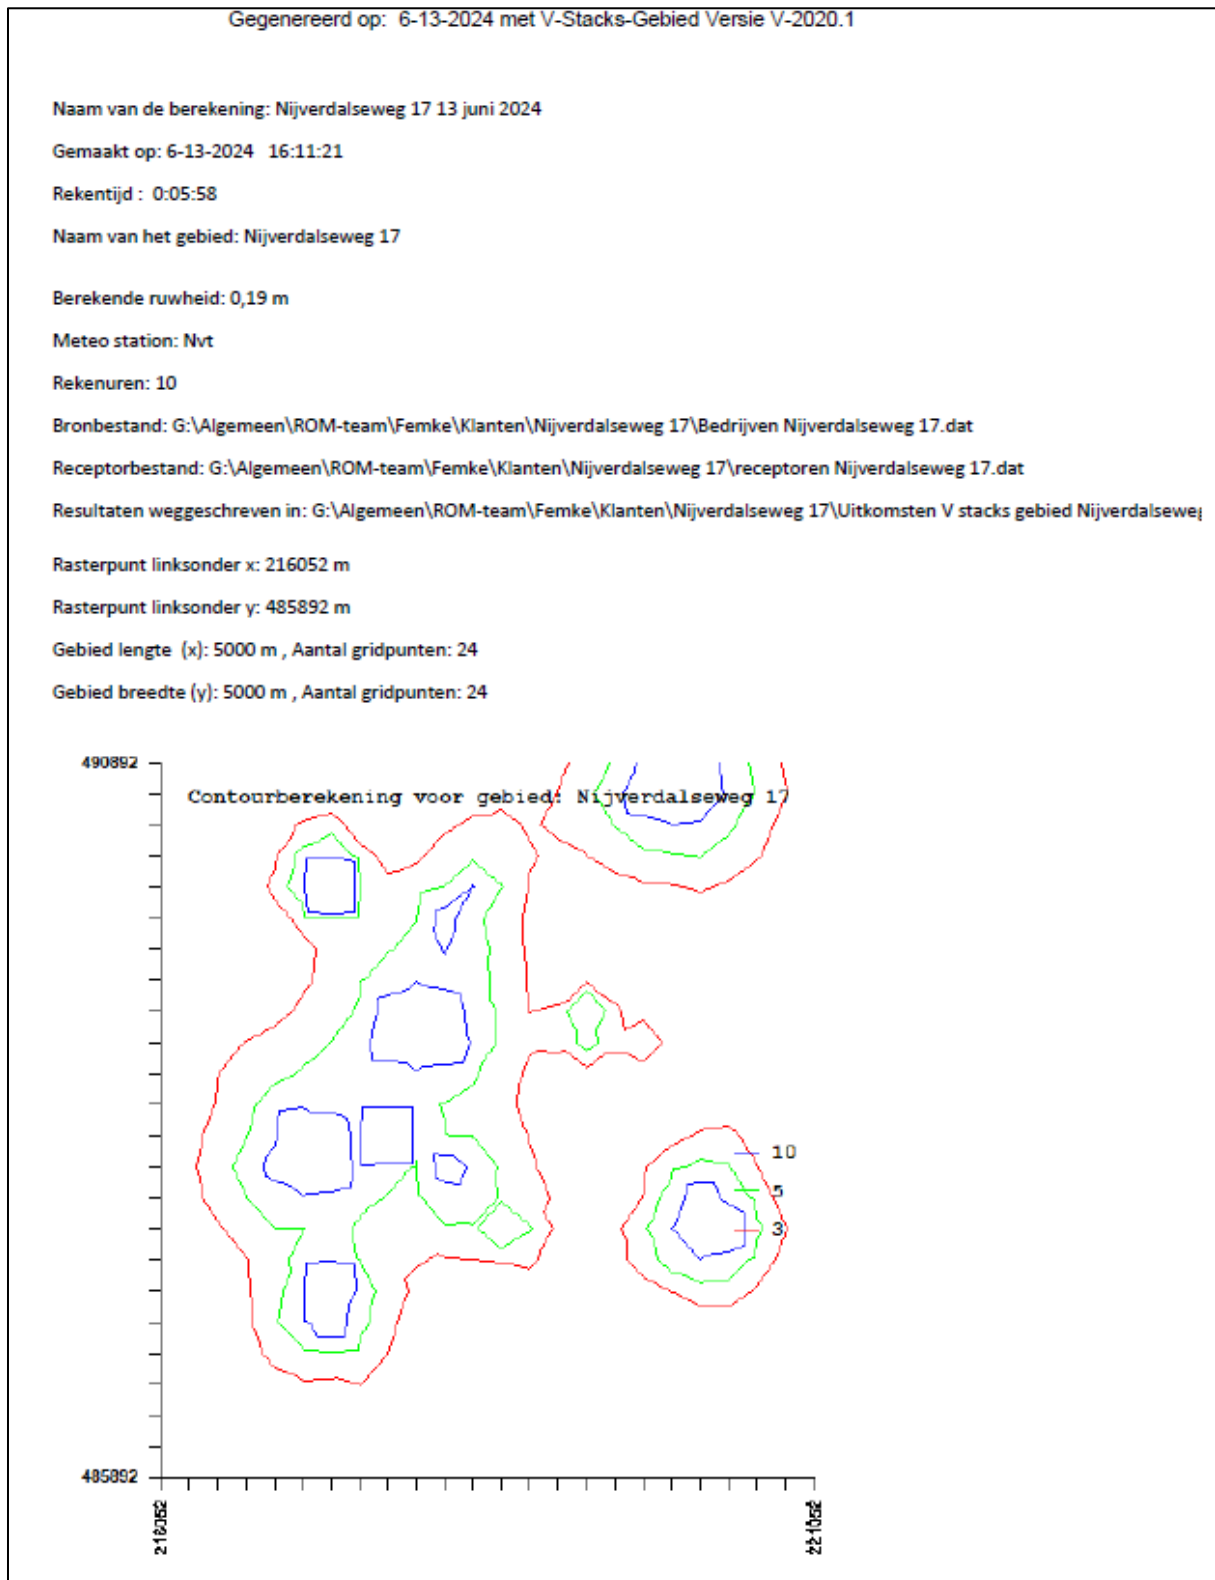 Gegenereerd op: 6-13-2024 met V-Stacks-Gebied Versie V-2020.1
Naam van de berekening: Nijverdalseweg 17 13 juni 2024
Gemaakt op: 6-13-2024 16:11:21
Rekentijd : 0:05:58
Naam van het gebied: Nijverdalseweg 17
Berekende ruwheid: 0,19 m
Meteo station: Nvt
Rekenuren: 10
Bronbestand: G:\Algemeen\ROM-team\Femke\Klanten\Nijverdalseweg 17\Bedrijven Nijverdalseweg 17.dat
Receptorbestand: G:\Algemeen\ROM-team\Femke\Klanten\Nijverdalseweg 17\receptoren Nijverdalseweg 17.dat
Resultaten weggeschreven in: G:\Algemeen\ROM-team\Femke\Klanten\Nijverdalseweg 17\Uitkomsten V stacks gebied Nijverdalseweg
Rasterpunt linksonder x: 216052 m
Rasterpunt linksonder y: 485892 m
Gebied lengte (x): 5000 m , Aantal gridpunten: 24
Gebied breedte (y): 5000 m , Aantal gridpunten: 24
490892
Contourberekening voor gebied: Nijverdalseweg 17
10
5
3
485892
216052
221052